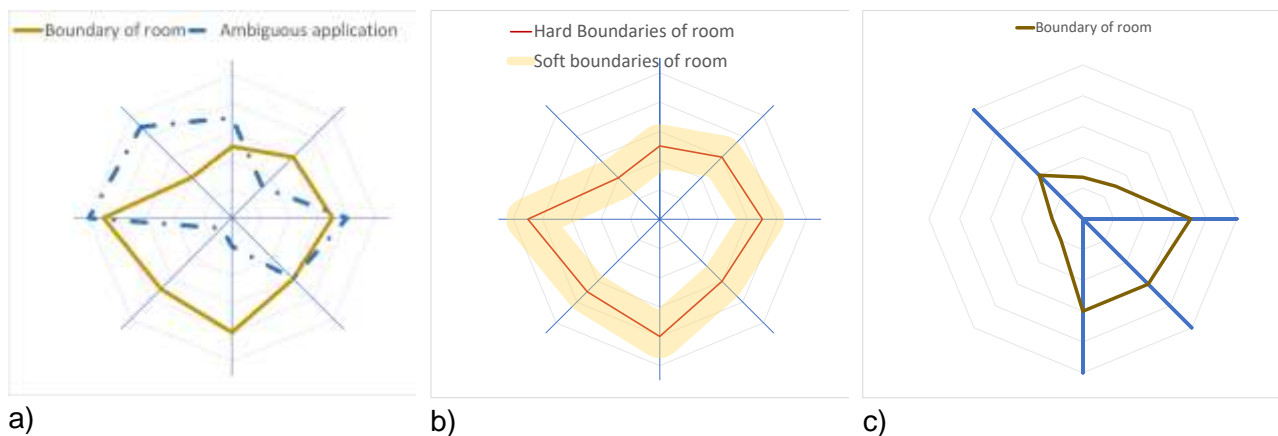 Boundary of room Ambiguous application
Hard Boundaries of room
Soft boundaries of room
Boundary of room
a)
b)
c)